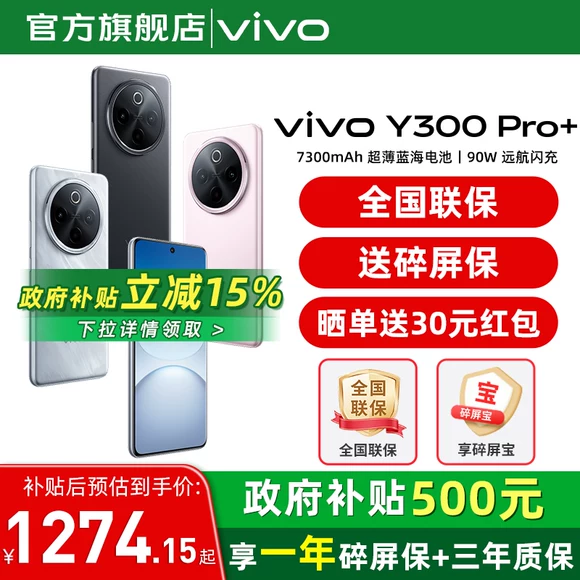 官方旗舰店 | vivo
vivo Y300 Pro+
7300mAh 超薄蓝海电池 | 90W 远航闪充
全国联保
送碎屏保
晒单送30元红包
政府补贴 立减15%
下拉详情领取 >
全国
联保
全国联保
宝
碎屏宝
享碎屏宝
补贴后预估到手价:
¥1274.15起
政府补贴500元
享一年碎屏保+三年质保